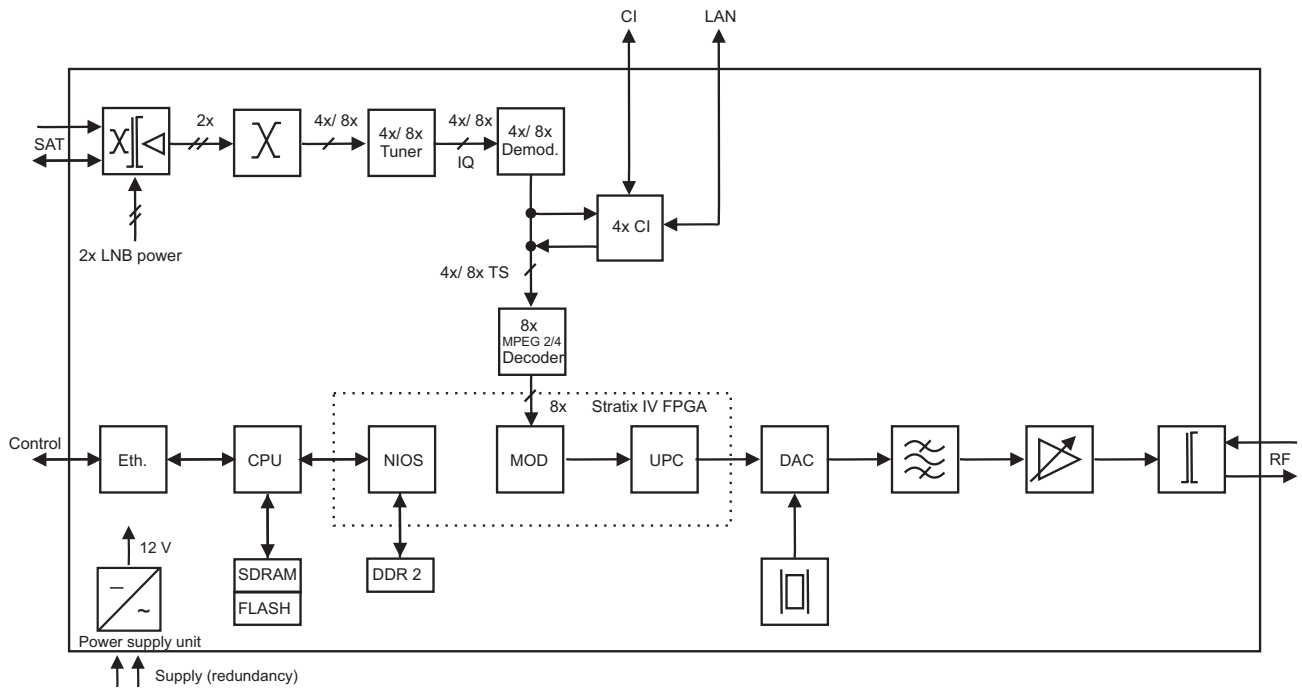 CI
LAN
SAT
2x
4x/ 8x
4x/ 8x
Tuner
4x/ 8x
IQ
4x/ 8x
Demod.
4x CI
2x LNB power
4x/ 8x TS
8x
MPEG 2/4
Decoder
8x
Stratix IV FPGA
Control
Eth.
CPU
NIOS
MOD
UPC
DAC
RF
12 V
SDRAM
FLASH
DDR 2
Power supply unit
Supply (redundancy)